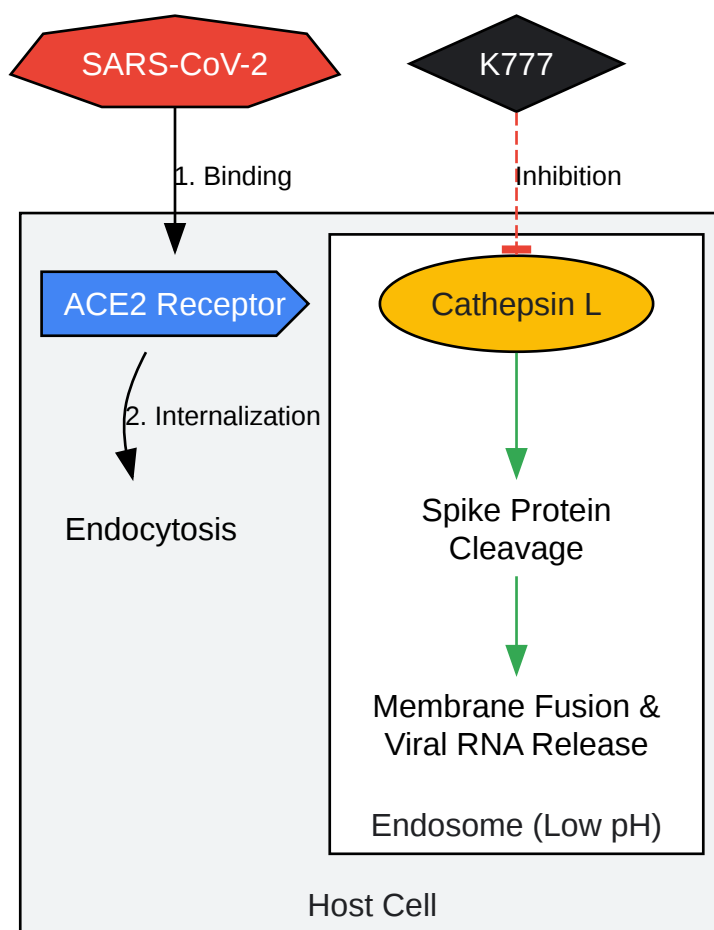 SARS-CoV-2
K777
1. Binding
Inhibition
ACE2 Receptor
Cathepsin L
2. Internalization
Endocytosis
Spike Protein
Cleavage
Membrane Fusion &
Viral RNA Release
Endosome (Low pH)
Host Cell